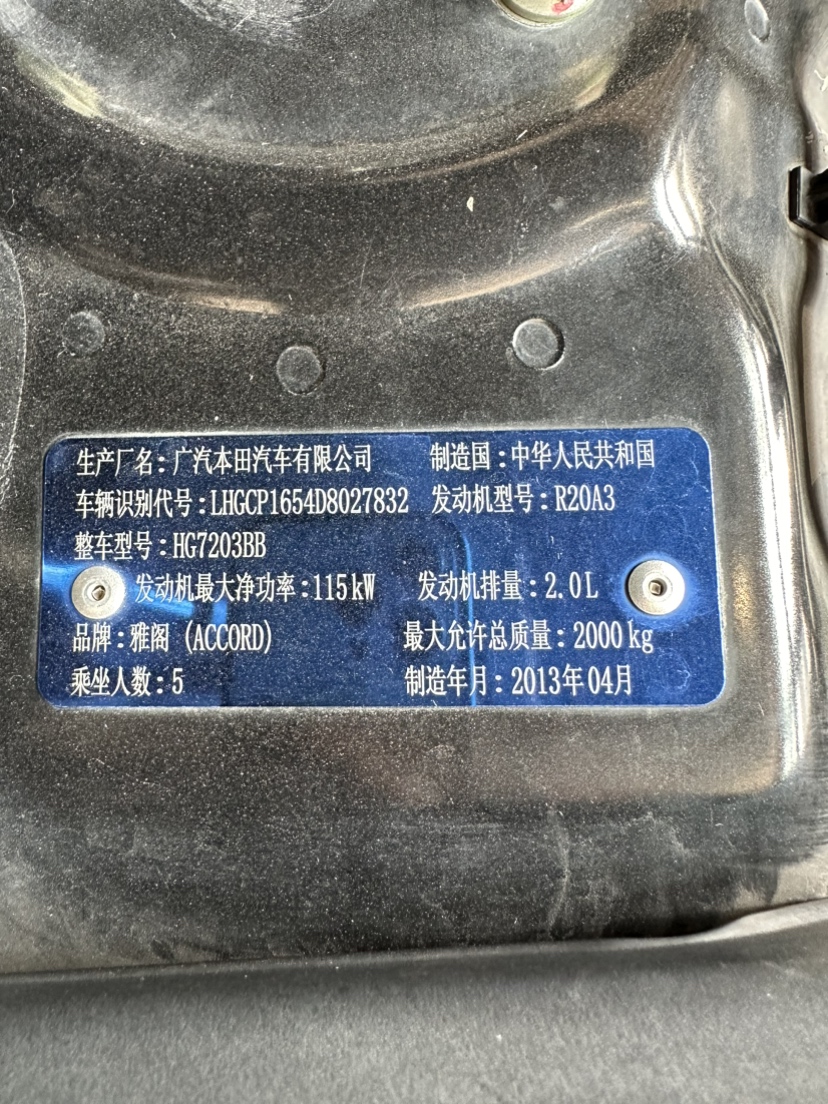 生产厂名:广汽本田汽车有限公司 制造国:中华人民共和国
车辆识别代号:LHGCP1654D8027832 发动机型号:R20A3
整车型号:HG7203BB
发动机最大净功率:115kW 发动机排量:2.0L
品牌:雅阁 (ACCORD) 最大允许总质量:2000kg
乘坐人数:5 制造年月:2013年04月